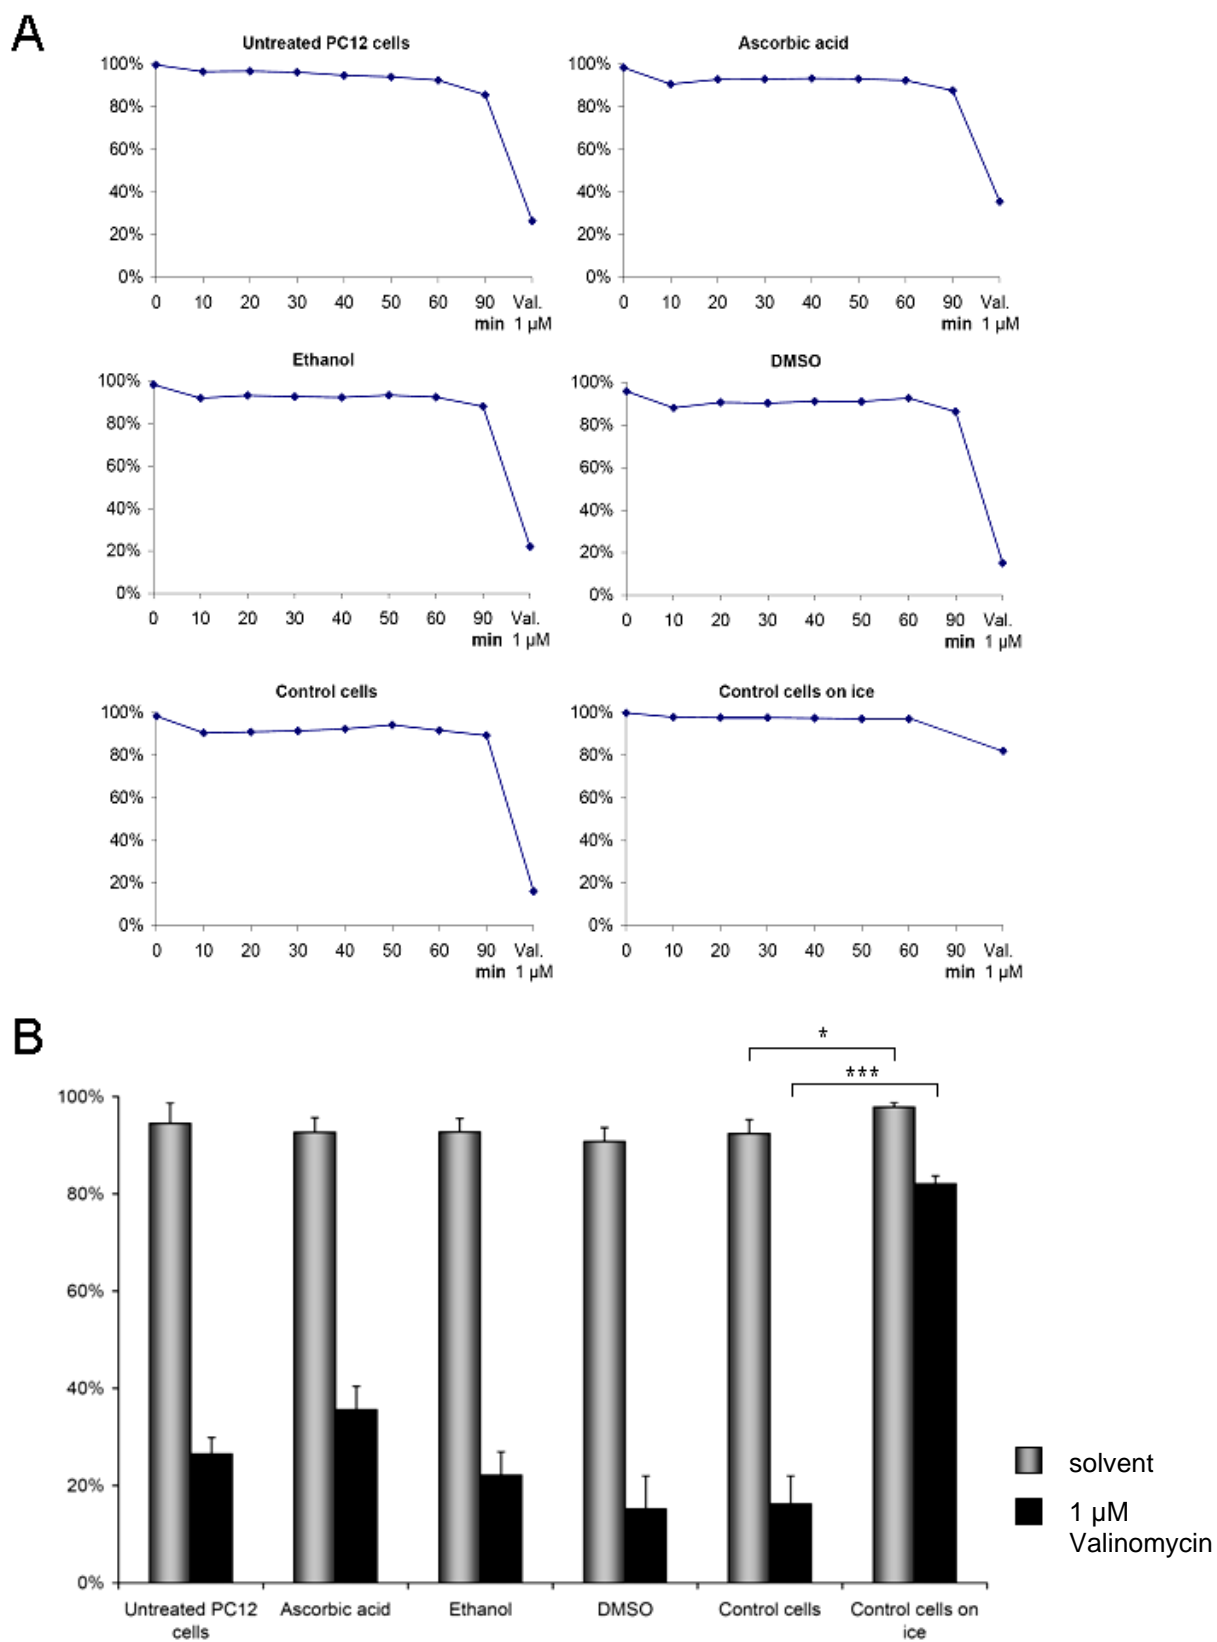 A
Untreated PC12 cells
100%
80%
60%
40%
20%
0%
0 10 20 30 40 50 60 90 Val.
min 1 µM
Ascorbic acid
100%
80%
60%
40%
20%
0%
0 10 20 30 40 50 60 90 Val.
min 1 µM
Ethanol
100%
80%
60%
40%
20%
0%
0 10 20 30 40 50 60 90 Val.
min 1 µM
DMSO
100%
80%
60%
40%
20%
0%
0 10 20 30 40 50 60 90 Val.
min 1 µM
Control cells
100%
80%
60%
40%
20%
0%
0 10 20 30 40 50 60 90 Val.
min 1 µM
Control cells on ice
100%
80%
60%
40%
20%
0%
0 10 20 30 40 50 60 90 Val.
min 1 µM
B
*
***
100%
80%
60%
40%
20%
0%
Untreated PC12
cells
Ascorbic acid
Ethanol
DMSO
Control cells
Control cells on
ice
solvent
1 µM
Valinomycin